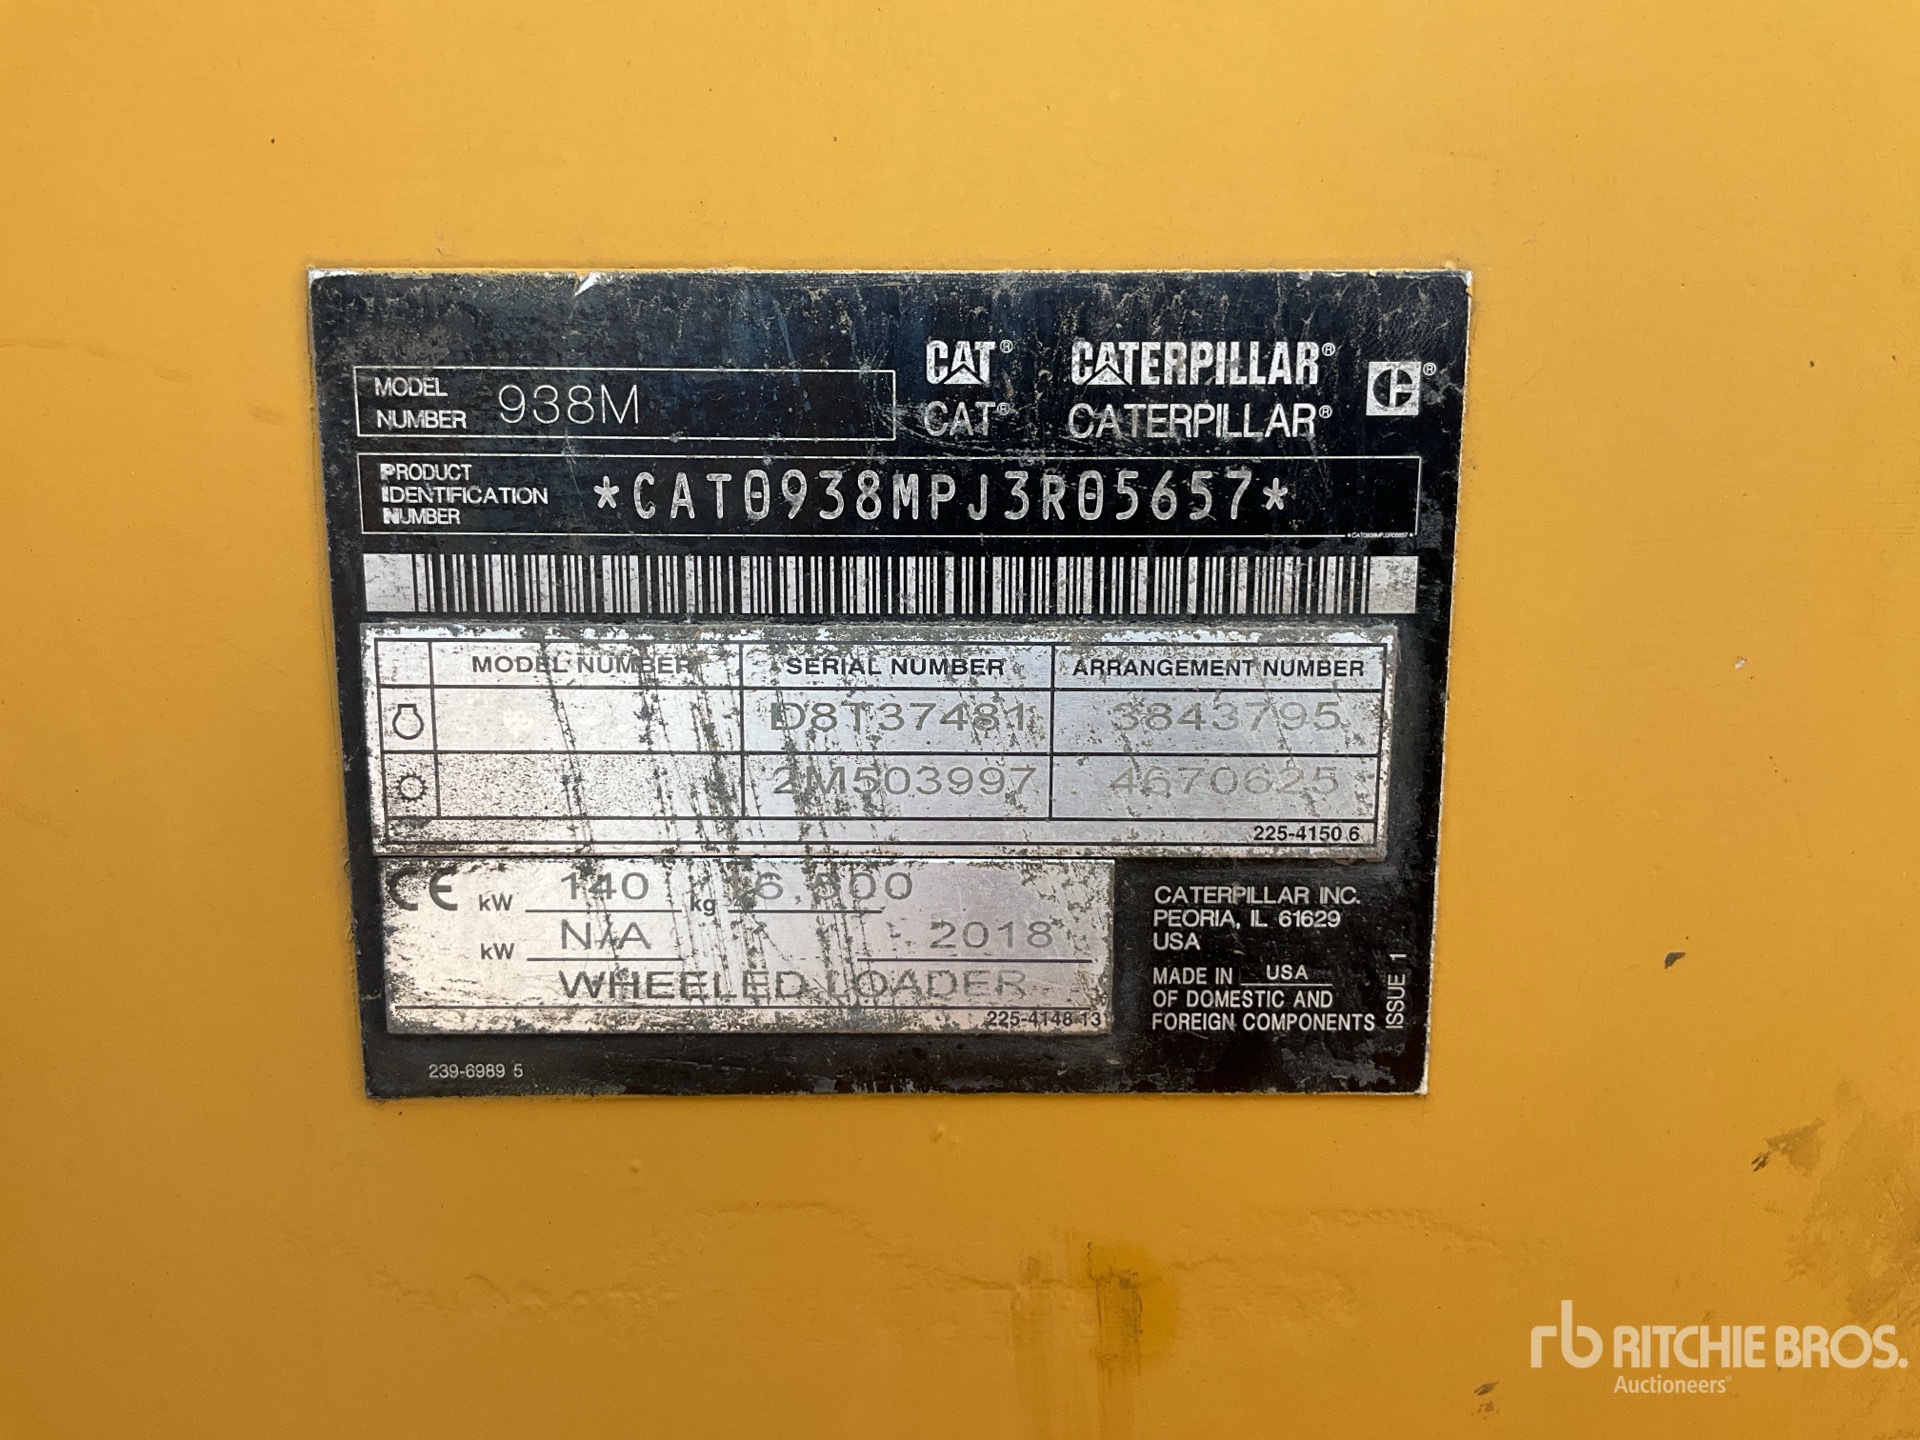 MODEL
NUMBER 938M
CAT® CATERPILLAR® ®
CAT® CATERPILLAR®
PRODUCT
IDENTIFICATION
NUMBER
*CAT0938MPJ3R05657*
MODEL NUMBER SERIAL NUMBER ARRANGEMENT NUMBER
D8T37481 3843795
2M503997 4670625
225-4150 6
CE kW 140 kg
kW N/A 2018
WHEELED LOADER
225-4148 13
CATERPILLAR INC.
PEORIA, IL 61629
USA
MADE IN USA
OF DOMESTIC AND
FOREIGN COMPONENTS
ISSUE 1
239-6989 5
rb RITCHIE BROS.
Auctioneers